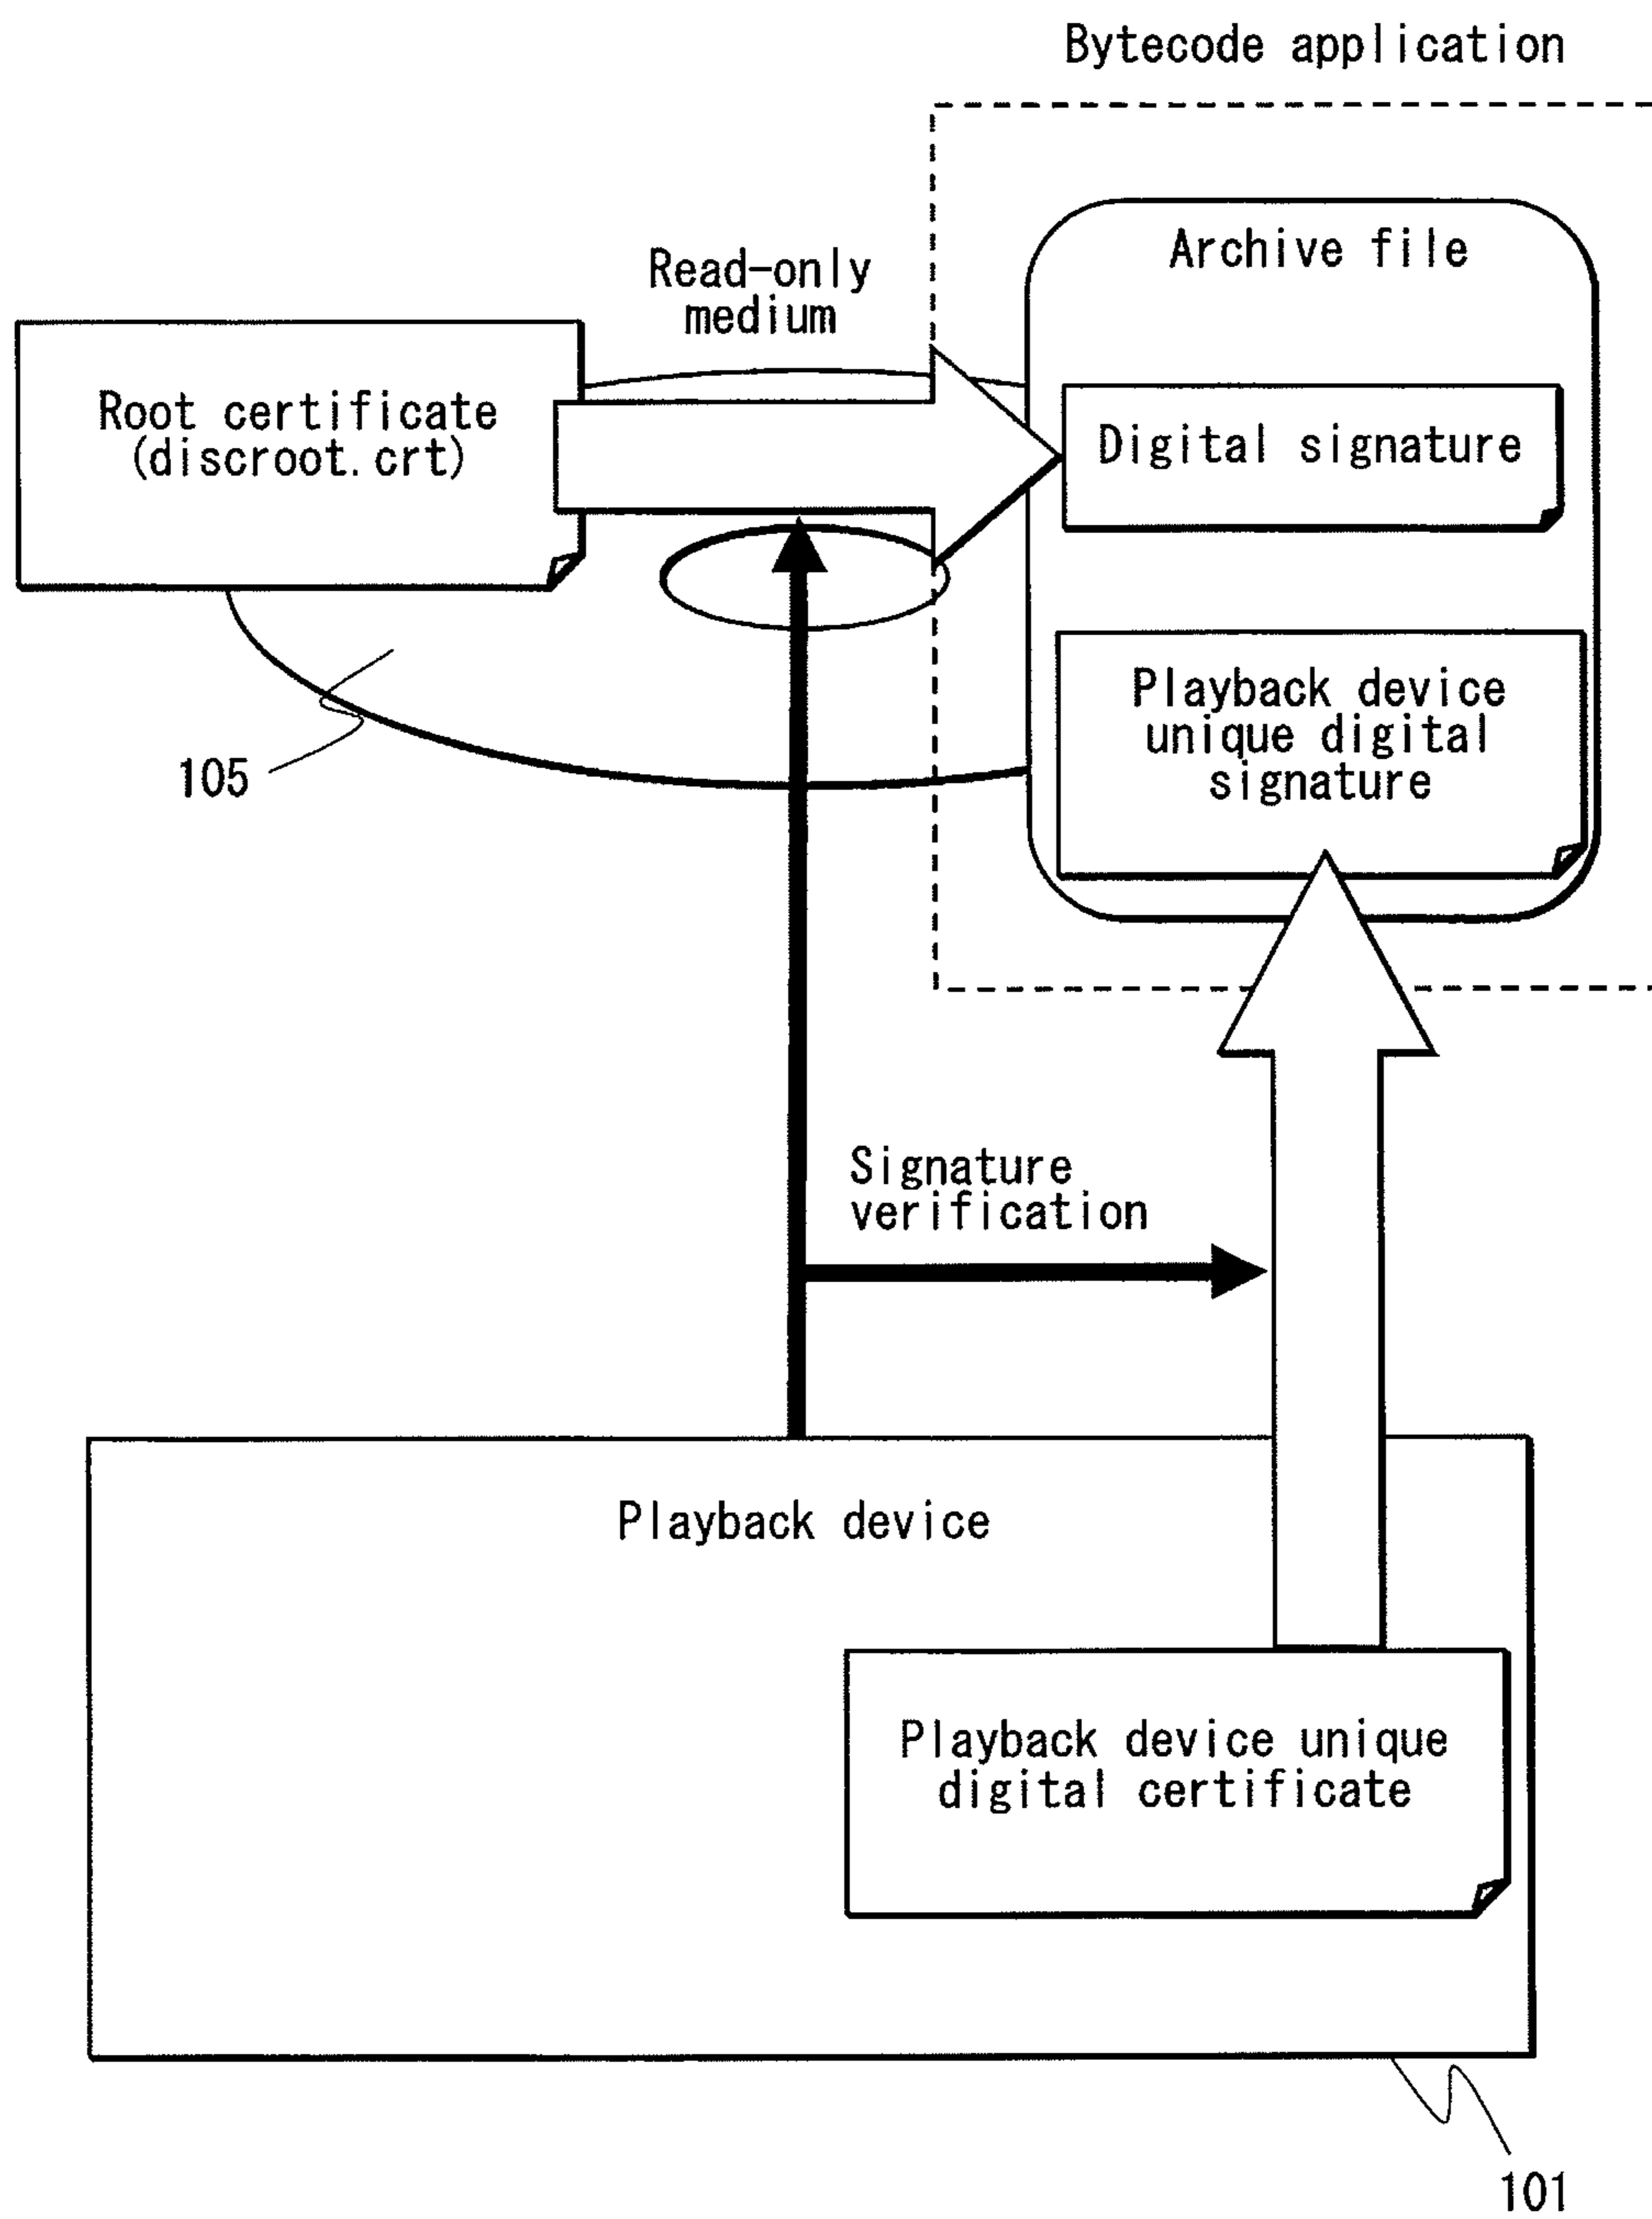 Bytecode application
Archive file
Read-only
medium
Root certificate
(discroot.crt)
Digital signature
Playback device
unique digital
signature
105
Signature
verification
Playback device
Playback device unique
digital certificate
101